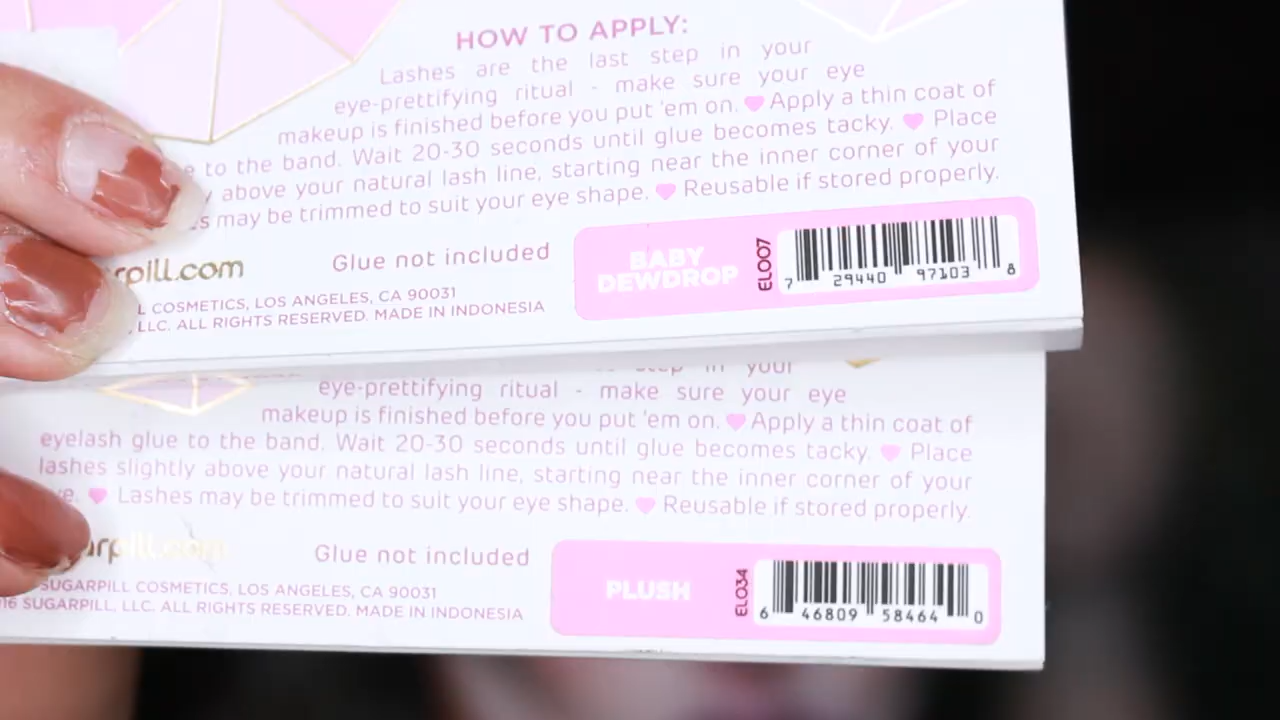 HOW TO APPLY:
Lashes are the last step in your
eye-prettifying ritual - make sure your eye
makeup is finished before you put 'em on. Apply a thin coat of
to the band. Wait 20-30 seconds until glue becomes tacky. Place
above your natural lash line, starting near the inner corner of your
may be trimmed to suit your eye shape. Reusable if stored properly.
rpill.com
Glue not included
COSMETICS, LOS ANGELES, CA 90031
LLC. ALL RIGHTS RESERVED. MADE IN INDONESIA
BABY
DEWDROP
EL007
7 29440 97103 8
step in your
eye-prettifying ritual - make sure your eye
makeup is finished before you put 'em on. Apply a thin coat of
eyelash glue to the band. Wait 20-30 seconds until glue becomes tacky. Place
lashes slightly above your natural lash line, starting near the inner corner of your
Lashes may be trimmed to suit your eye shape. Reusable if stored properly.
arpill.com
Glue not included
SUGARPILL COSMETICS, LOS ANGELES, CA 90031
16 SUGARPILL, LLC. ALL RIGHTS RESERVED. MADE IN INDONESIA
PLUSH
EL034
6 46809 58464 0